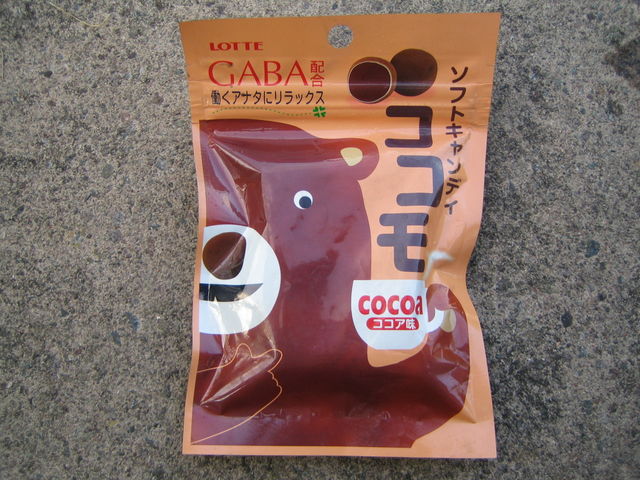 LOTTE
GABA配合
働くアナタにリラックス
ソフトキャンディ
ココモ
cocoa
ココア味